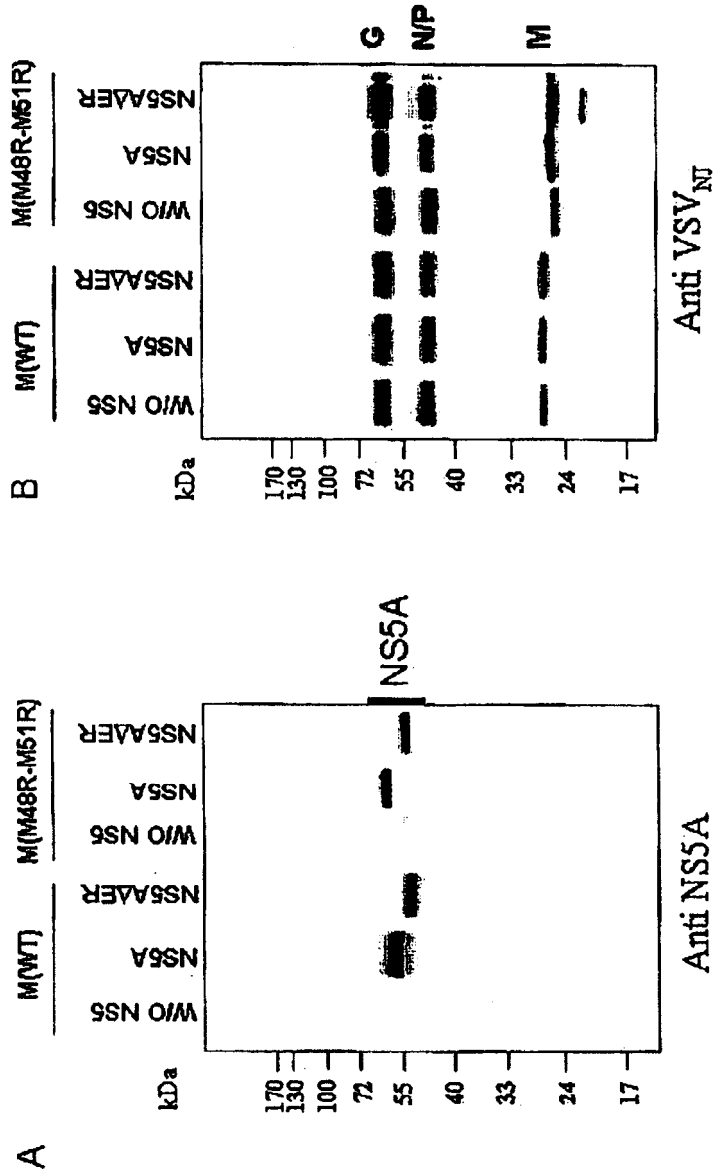 A
M(WT)
M(M48R-M51R)
W/O NS5
NS5A
NS5AΔER
W/O NS5
NS5A
NS5AΔER
kDa
170
130
100
72
55
40
33
24
17
NS5A
Anti NS5A
B
M(WT)
M(M48R-M51R)
W/O NS5
NS5A
NS5AΔER
W/O NS5
NS5A
NS5AΔER
kDa
170
130
100
72
55
40
33
24
17
G
N/P
M
Anti VSV_NJ